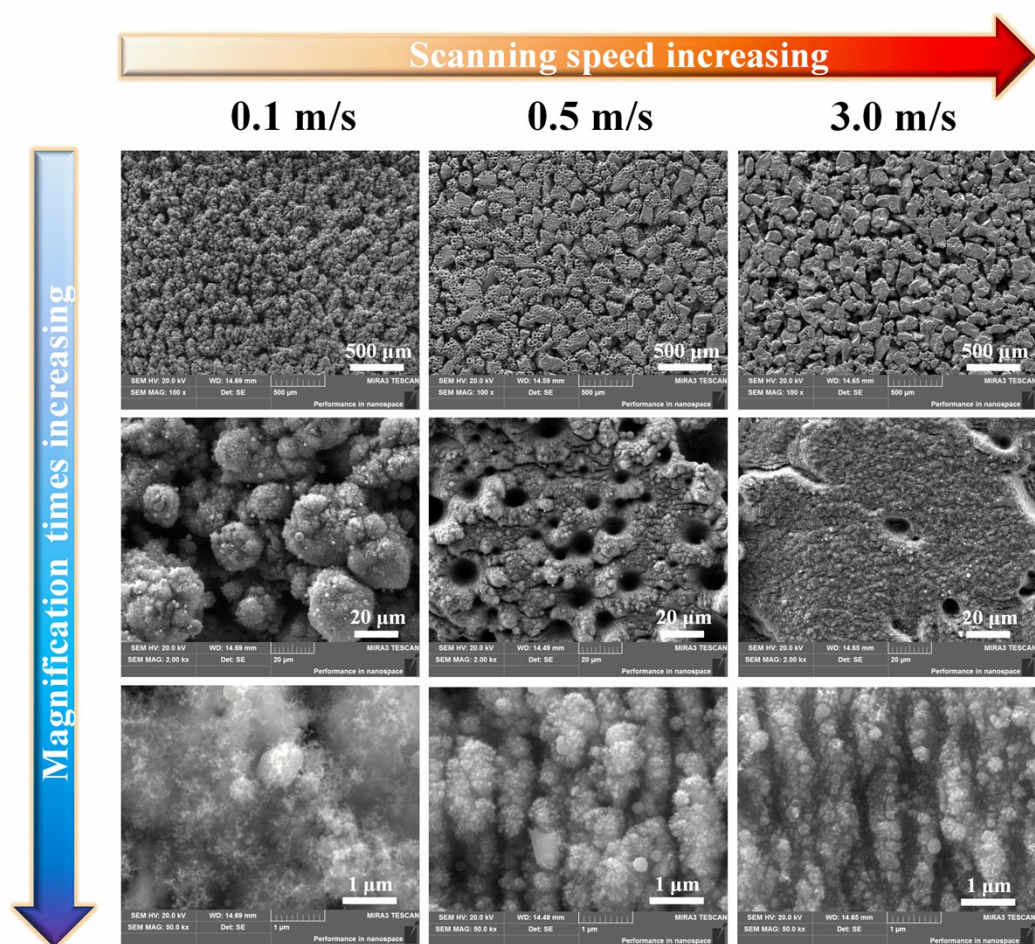 Scanning speed increasing
0.1 m/s
0.5 m/s
3.0 m/s
Magnification times increasing
500 μm
SEM HV: 20.0 kV WD: 14.69 mm MIRA3 TESCAN
SEM MAG: 100 x Det: SE 500 μm
Performance in nanospace
500 μm
SEM HV: 20.0 kV WD: 14.59 mm MIRA3 TESCAN
SEM MAG: 100 x Det: SE 500 μm
Performance in nanospace
500 μm
SEM HV: 20.0 kV WD: 14.65 mm MIRA3 TESCAN
SEM MAG: 100 x Det: SE 500 μm
Performance in nanospace
20 μm
SEM HV: 20.0 kV WD: 14.69 mm MIRA3 TESCAN
SEM MAG: 2.00 kx Det: SE 20 μm
Performance in nanospace
20 μm
SEM HV: 20.0 kV WD: 14.49 mm MIRA3 TESCAN
SEM MAG: 2.00 kx Det: SE 20 μm
Performance in nanospace
20 μm
SEM HV: 20.0 kV WD: 14.65 mm MIRA3 TESCAN
SEM MAG: 2.00 kx Det: SE 20 μm
Performance in nanospace
1 μm
SEM HV: 20.0 kV WD: 14.69 mm MIRA3 TESCAN
SEM MAG: 50.0 kx Det: SE 1 μm
Performance in nanospace
1 μm
SEM HV: 20.0 kV WD: 14.49 mm MIRA3 TESCAN
SEM MAG: 50.0 kx Det: SE 1 μm
Performance in nanospace
1 μm
SEM HV: 20.0 kV WD: 14.65 mm MIRA3 TESCAN
SEM MAG: 50.0 kx Det: SE 1 μm
Performance in nanospace